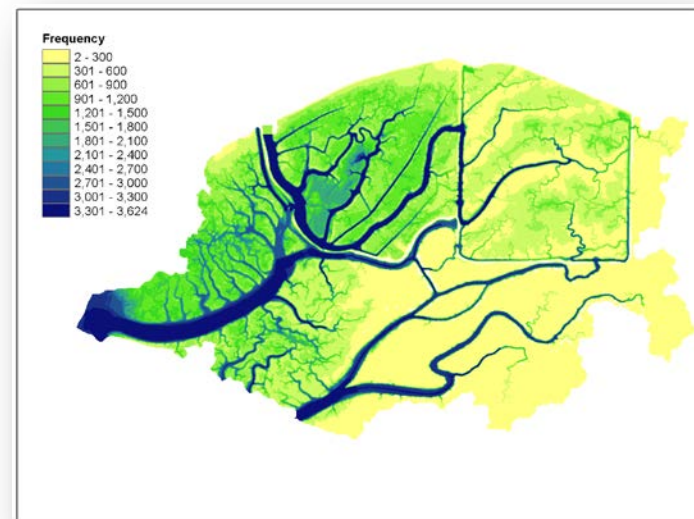 Frequency
2 - 300
301 - 600
601 - 900
901 - 1,200
1,201 - 1,500
1,501 - 1,800
1,801 - 2,100
2,101 - 2,400
2,401 - 2,700
2,701 - 3,000
3,001 - 3,300
3,301 - 3,624